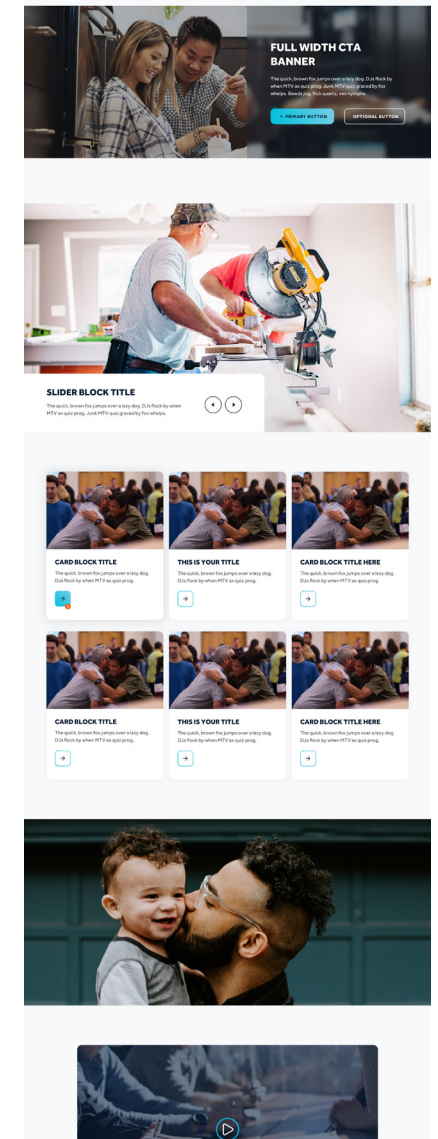 FULL WIDTH CTA
BANNER
The quick, brown fox jumps over a lazy dog. DJs flock by
when MTV ax quiz prog. Junk MTV quiz graced by fox
whelps. Bawds jog, flick quartz, vex nymphs.
PRIMARY BUTTON
OPTIONAL BUTTON
SLIDER BLOCK TITLE
The quick, brown fox jumps over a lazy dog. DJs flock by when
MTV ax quiz prog. Junk MTV quiz graced by fox whelps.
CARD BLOCK TITLE
The quick, brown fox jumps over a lazy dog.
DJs flock by when MTV ax quiz prog.
THIS IS YOUR TITLE
The quick, brown fox jumps over a lazy dog.
DJs flock by when MTV ax quiz prog.
CARD BLOCK TITLE HERE
The quick, brown fox jumps over a lazy dog.
DJs flock by when MTV ax quiz prog.
CARD BLOCK TITLE
The quick, brown fox jumps over a lazy dog.
DJs flock by when MTV ax quiz prog.
THIS IS YOUR TITLE
The quick, brown fox jumps over a lazy dog.
DJs flock by when MTV ax quiz prog.
CARD BLOCK TITLE HERE
The quick, brown fox jumps over a lazy dog.
DJs flock by when MTV ax quiz prog.